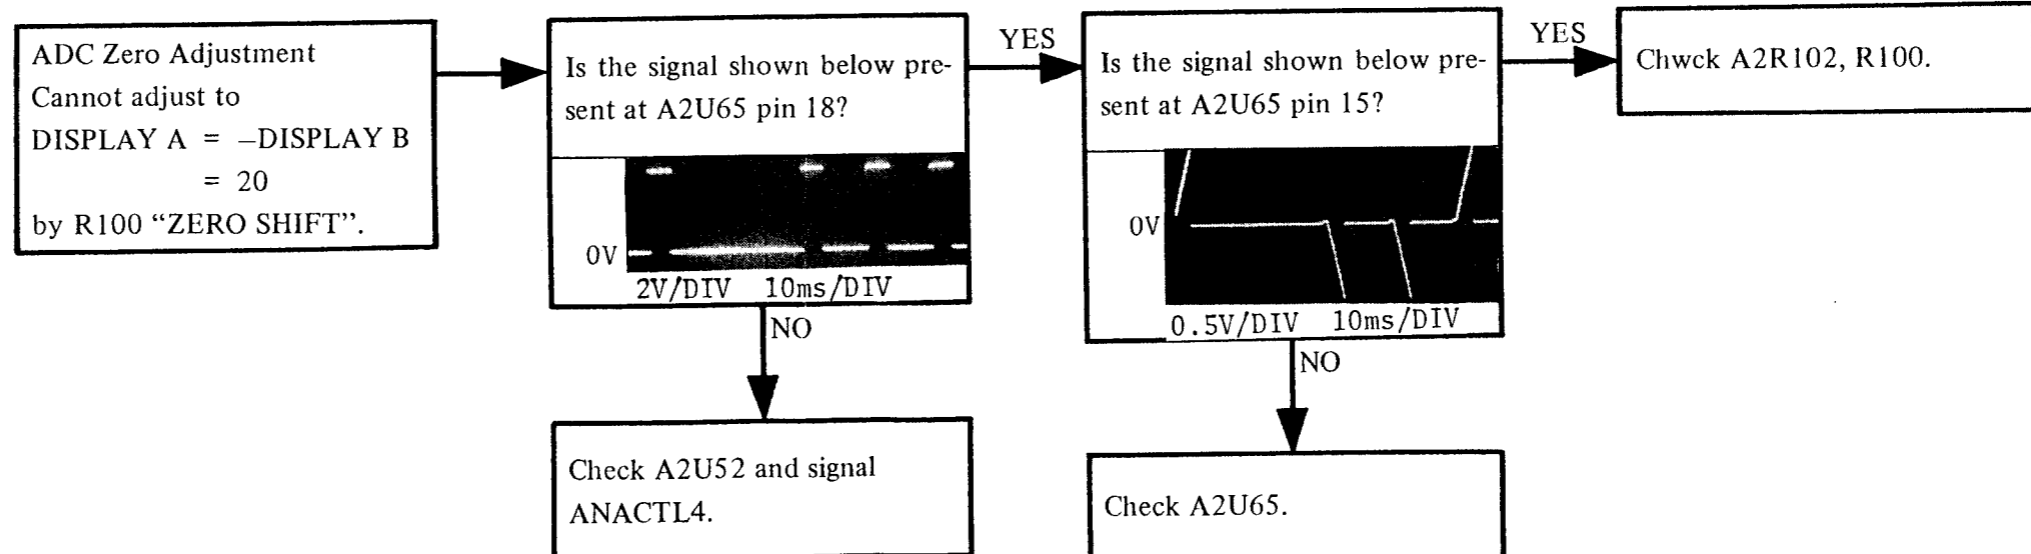 ADC Zero Adjustment
Cannot adjust to
DISPLAY A = –DISPLAY B
= 20
by R100 “ZERO SHIFT”.
Is the signal shown below pre-
sent at A2U65 pin 18?
0V
2V/DIV 10ms/DIV
YES
NO
Check A2U52 and signal
ANACTL4.
Is the signal shown below pre-
sent at A2U65 pin 15?
0V
0.5V/DIV 10ms/DIV
YES
NO
Check A2U65.
Chwck A2R102, R100.